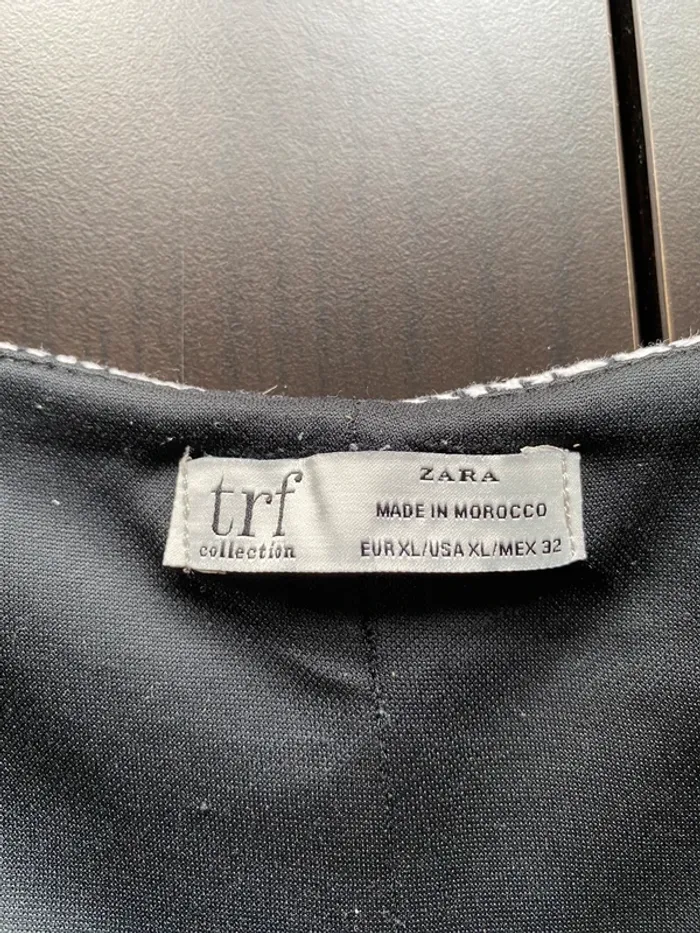 trf
collection
ZARA
MADE IN MOROCCO
EUR XL/USA XL/MEX 32